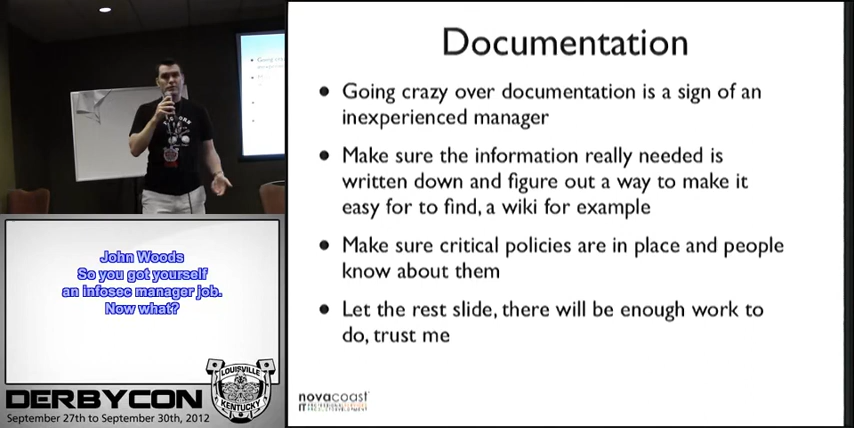 Documentation
• Going crazy over documentation is a sign of an
inexperienced manager
• Make sure the information really needed is
written down and figure out a way to make it
easy for to find, a wiki for example
• Make sure critical policies are in place and people
know about them
• Let the rest slide, there will be enough work to
do, trust me
novacoast
John Woods
So you got yourself
an infosec manager job.
Now what?
DERBYCON
LOUISVILLE
KENTUCKY
September 27th to September 30th, 2012